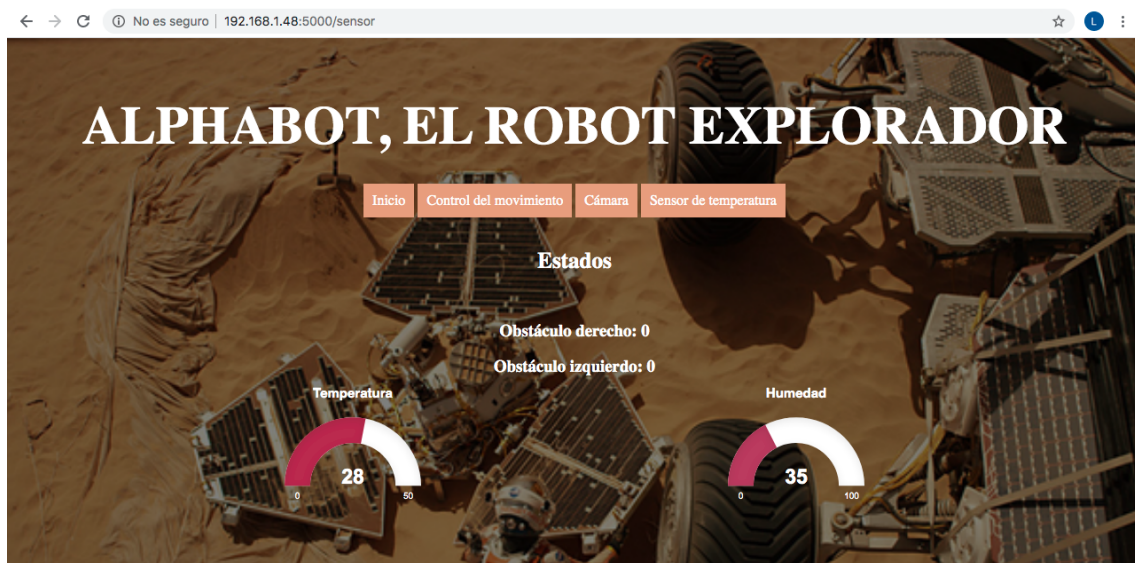 No es seguro | 192.168.1.48:5000/sensor
L
ALPHABOT, EL ROBOT EXPLORADOR
Inicio Control del movimiento Cámara Sensor de temperatura
Estados
Obstáculo derecho: 0
Obstáculo izquierdo: 0
Temperatura Humedad
28 35
0 50 0 100